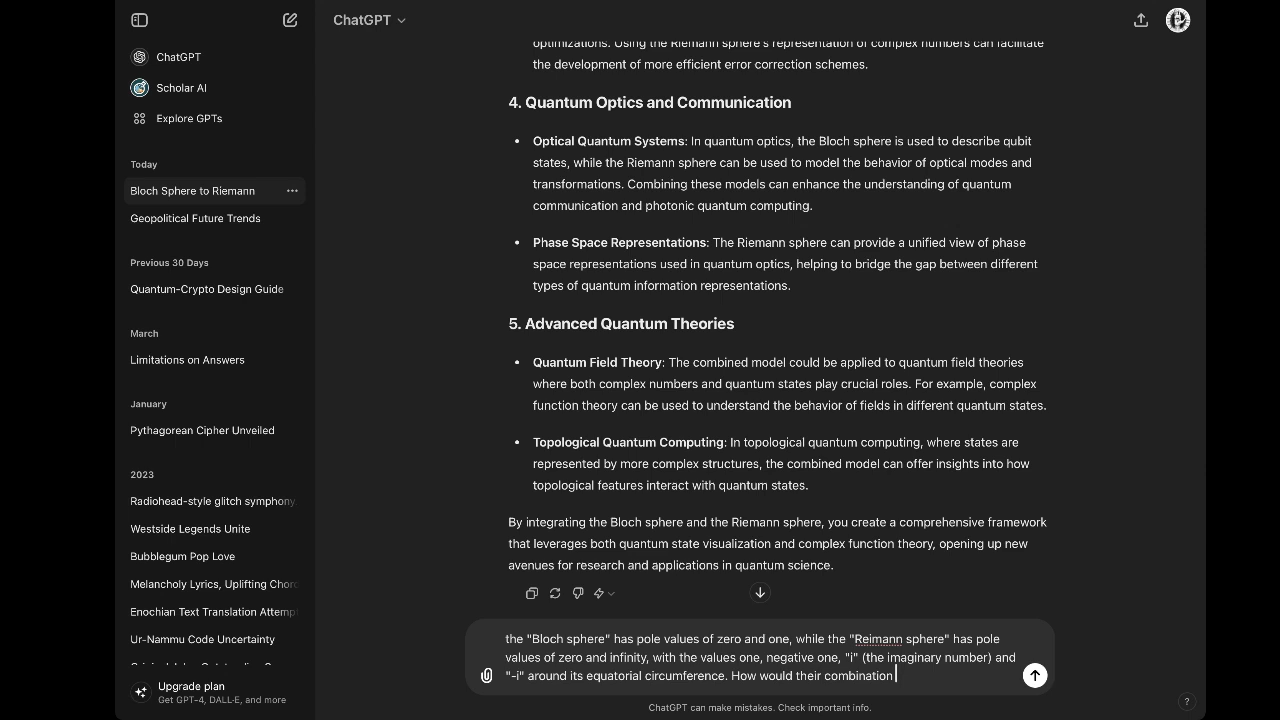 ChatGPT
Scholar AI
Explore GPTs
Today
Bloch Sphere to Riemann
Geopolitical Future Trends
Previous 30 Days
Quantum-Crypto Design Guide
March
Limitations on Answers
January
Pythagorean Cipher Unveiled
2023
Radiohead-style glitch symphony,
Westside Legends Unite
Bubblegum Pop Love
Melancholy Lyrics, Uplifting Chor
Enochian Text Translation Attemp
Ur-Nammu Code Uncertainty
Upgrade plan
Get GPT-4, DALL·E, and more
ChatGPT
optimizations. Using the Riemann sphere's representation of complex numbers can facilitate
the development of more efficient error correction schemes.
4. Quantum Optics and Communication
• Optical Quantum Systems: In quantum optics, the Bloch sphere is used to describe qubit
states, while the Riemann sphere can be used to model the behavior of optical modes and
transformations. Combining these models can enhance the understanding of quantum
communication and photonic quantum computing.
• Phase Space Representations: The Riemann sphere can provide a unified view of phase
space representations used in quantum optics, helping to bridge the gap between different
types of quantum information representations.
5. Advanced Quantum Theories
• Quantum Field Theory: The combined model could be applied to quantum field theories
where both complex numbers and quantum states play crucial roles. For example, complex
function theory can be used to understand the behavior of fields in different quantum states.
• Topological Quantum Computing: In topological quantum computing, where states are
represented by more complex structures, the combined model can offer insights into how
topological features interact with quantum states.
By integrating the Bloch sphere and the Riemann sphere, you create a comprehensive framework
that leverages both quantum state visualization and complex function theory, opening up new
avenues for research and applications in quantum science.
the "Bloch sphere" has pole values of zero and one, while the "Reimann sphere" has pole
values of zero and infinity, with the values one, negative one, "i" (the imaginary number) and
"-i" around its equatorial circumference. How would their combination
ChatGPT can make mistakes. Check important info.
?